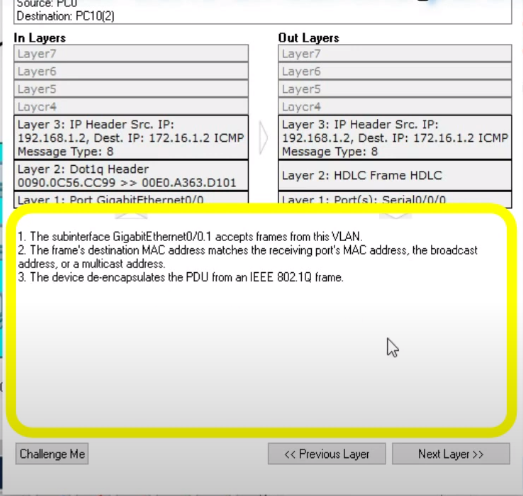 Source: PC0
Destination: PC10(2)
In Layers
Out Layers
Layer7
Layer6
Layer5
Layer4
Layer 3: IP Header Src. IP:
192.168.1.2, Dest. IP: 172.16.1.2 ICMP
Message Type: 8
Layer 2: Dot1q Header
0090.0C56.CC99 >> 00E0.A363.D101
Layer 1: Port GigabitEthernet0/0
Layer7
Layer6
Layer5
Layer4
Layer 3: IP Header Src. IP:
192.168.1.2, Dest. IP: 172.16.1.2 ICMP
Message Type: 8
Layer 2: HDLC Frame HDLC
Layer 1: Port(s): Serial0/0/0
1. The subinterface GigabitEthernet0/0.1 accepts frames from this VLAN.
2. The frame's destination MAC address matches the receiving port's MAC address, the broadcast
address, or a multicast address.
3. The device de-encapsulates the PDU from an IEEE 802.1Q frame.
Challenge Me
<< Previous Layer
Next Layer >>